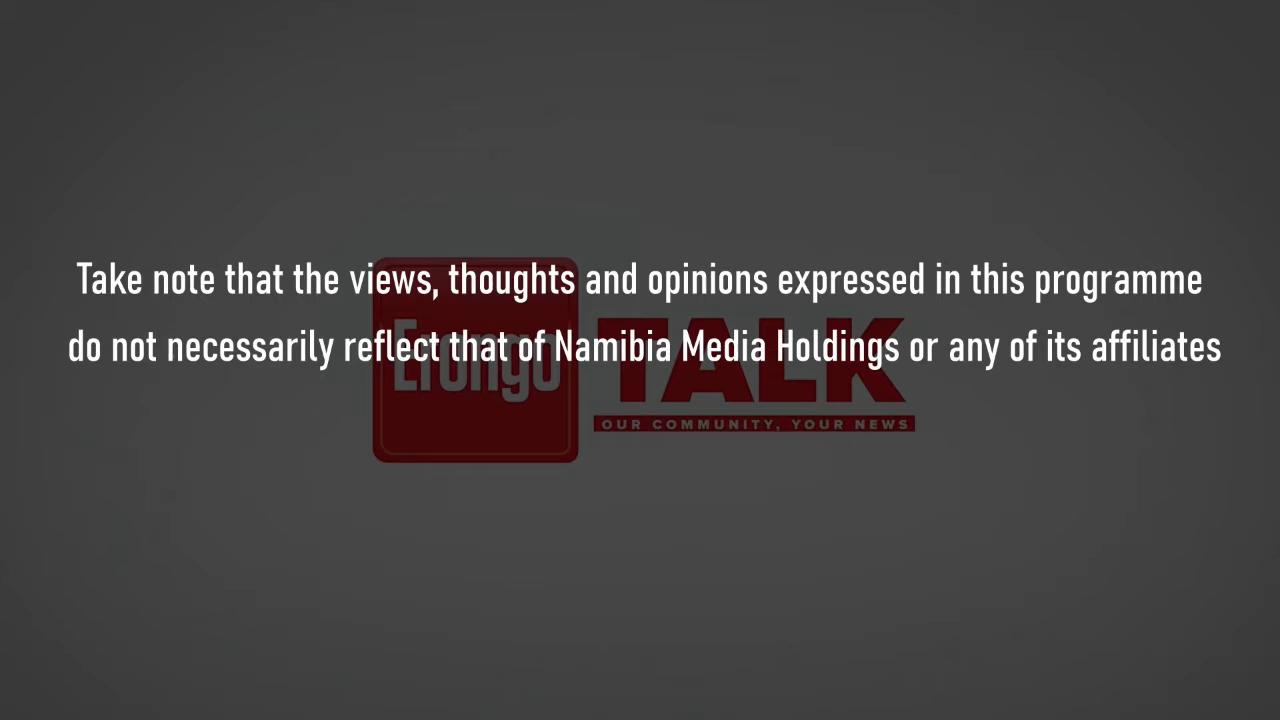 Take note that the views, thoughts and opinions expressed in this programme
do not necessarily reflect that of Namibia Media Holdings or any of its affiliates
Erongo TALK
OUR COMMUNITY, YOUR NEWS